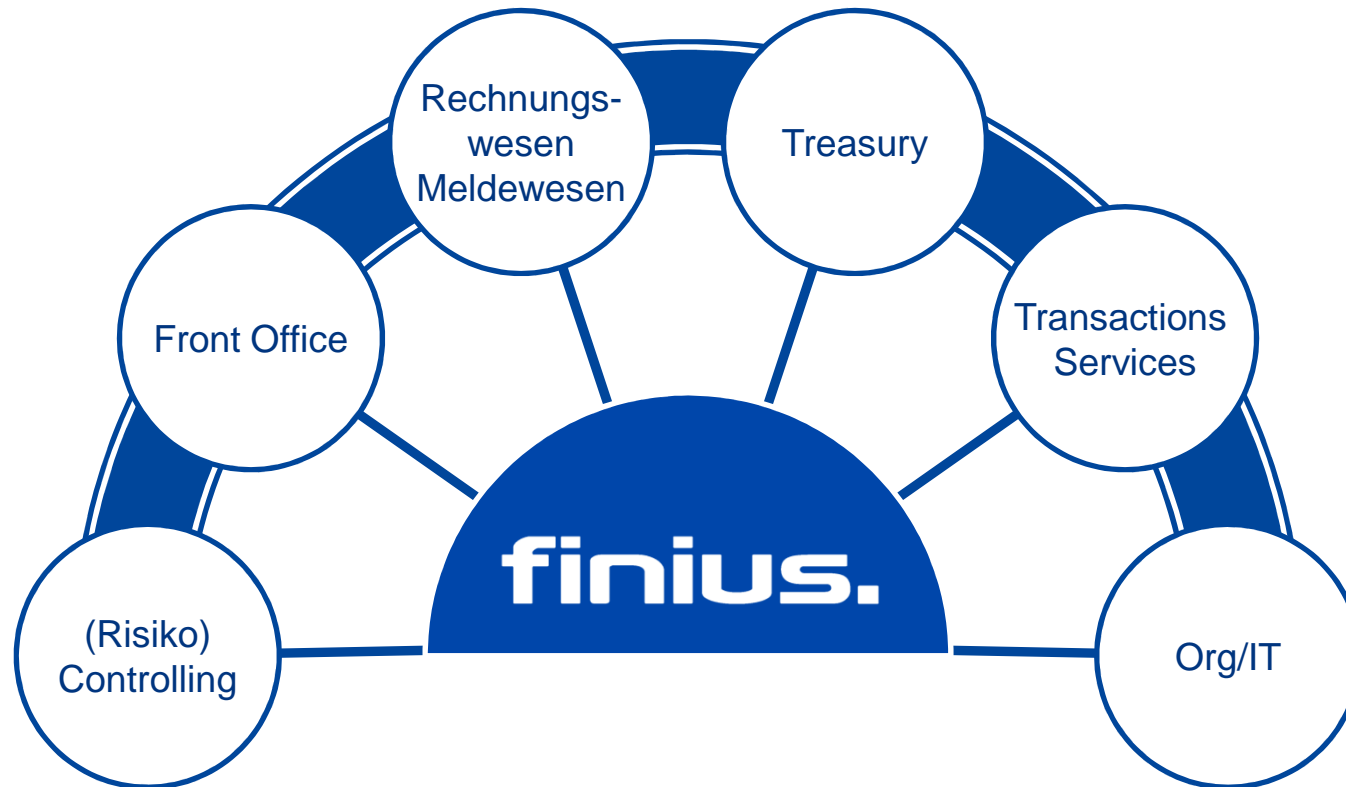 Rechnungs-
wesen
Meldewesen
Treasury
Front Office
Transactions
Services
finius.
(Risiko)
Controlling
Org/IT